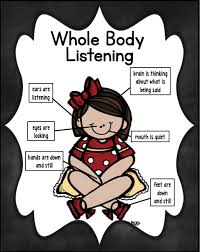 Whole Body
Listening
brain is thinking
about what is
being said
ears are
listening
eyes are
looking
mouth is quiet
hands are down
and still
feet are
down and
still